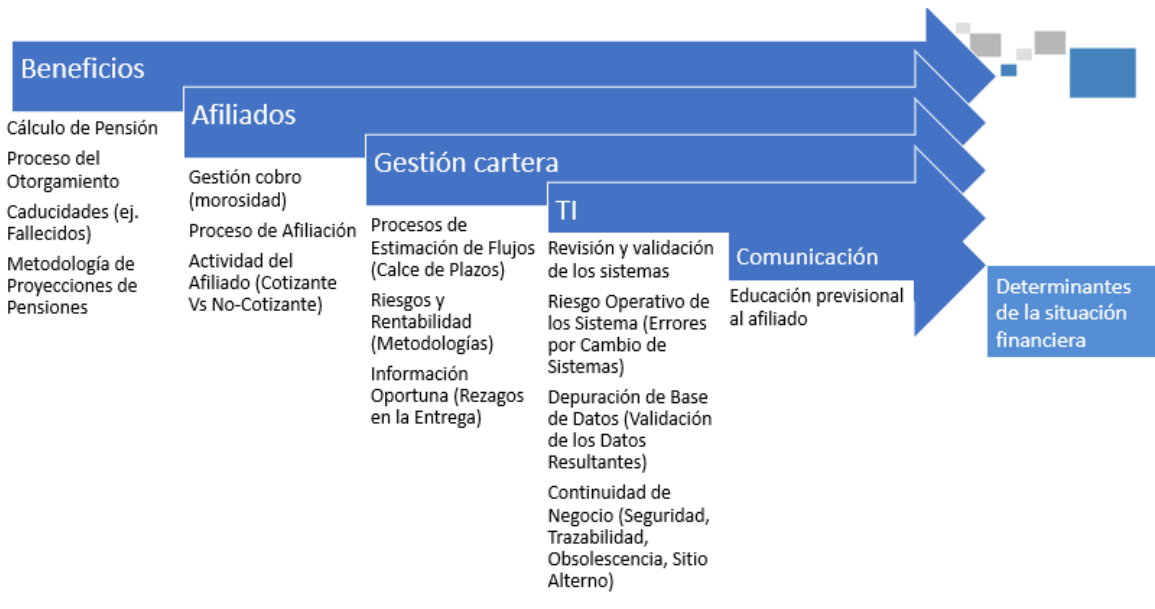 Beneficios
Cálculo de Pensión
Proceso del
Otorgamiento
Caducidades (ej.
Fallecidos)
Metodología de
Proyecciones de
Pensiones
Afiliados
Gestión cobro
(morosidad)
Proceso de Afiliación
Actividad del
Afiliado (Cotizante
Vs No-Cotizante)
Gestión cartera
Procesos de
Estimación de Flujos
(Calce de Plazos)
Riesgos y
Rentabilidad
(Metodologías)
Información
Oportuna (Rezagos
en la Entrega)
TI
Revisión y validación
de los sistemas
Riesgo Operativo de
los Sistema (Errores
por Cambio de
Sistemas)
Depuración de Base
de Datos (Validación
de los Datos
Resultantes)
Continuidad de
Negocio (Seguridad,
Trazabilidad,
Obsolescencia, Sitio
Alterno)
Comunicación
Educación previsional
al afiliado
Determinantes
de la situación
financiera